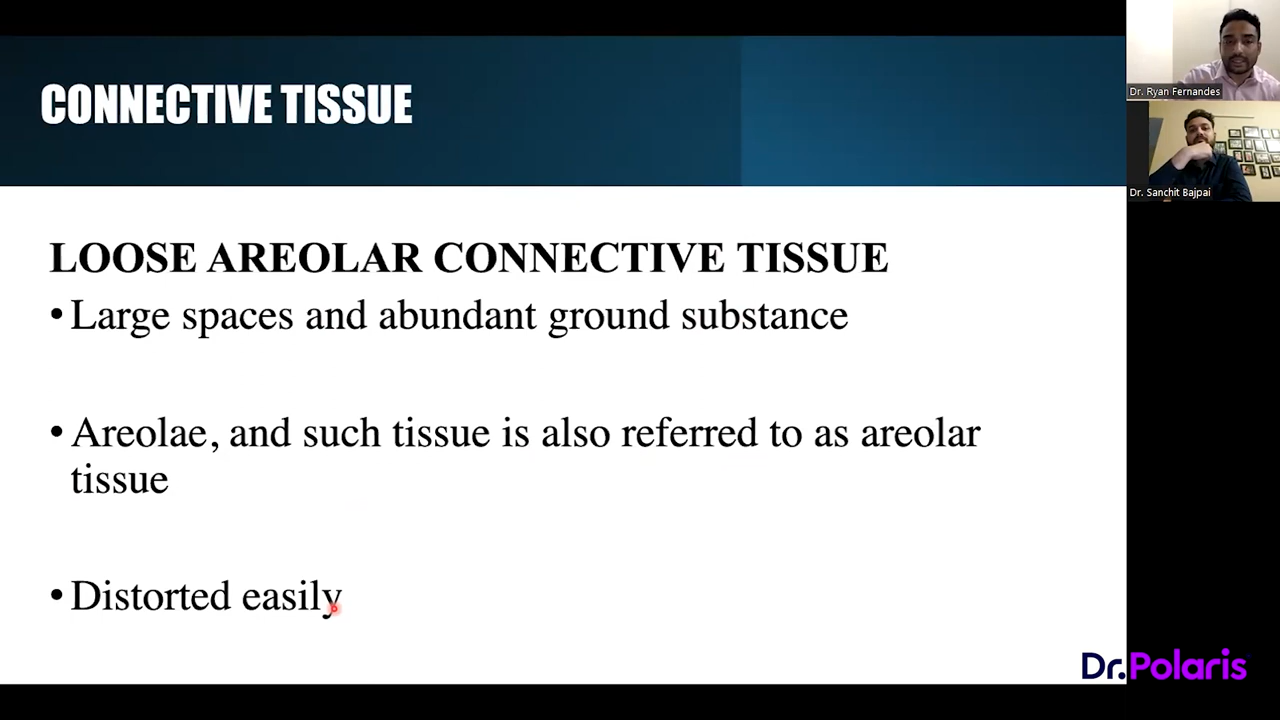 CONNECTIVE TISSUE
LOOSE AREOLAR CONNECTIVE TISSUE
• Large spaces and abundant ground substance
• Areolae, and such tissue is also referred to as areolar
tissue
• Distorted easily
Dr. Ryan Fernandes
Dr. Sanchit Bajpai
Dr.Polaris